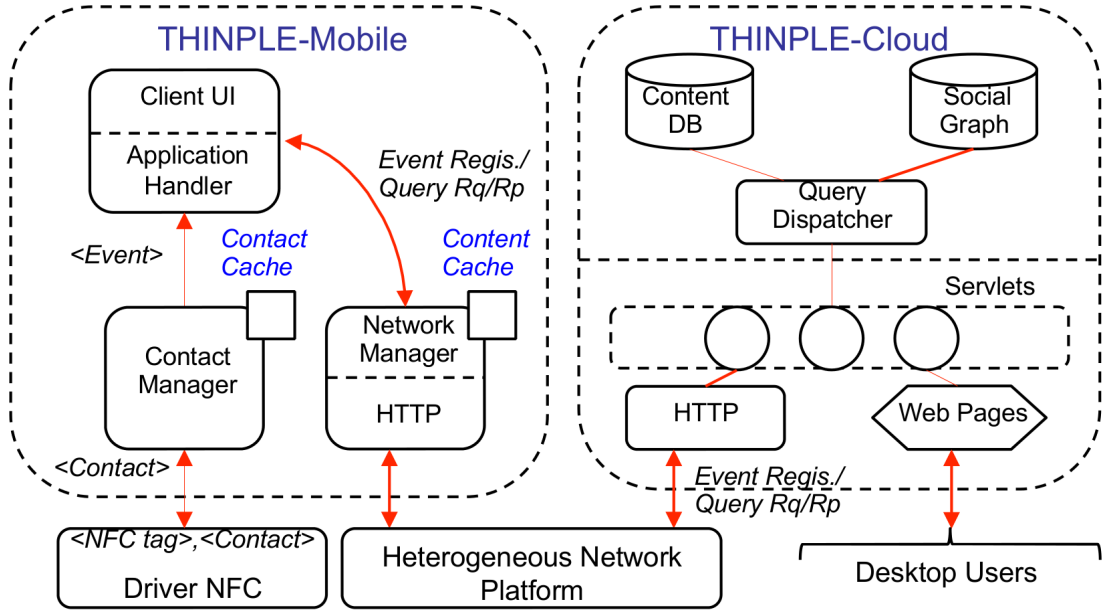 THINPLE-Mobile
Client UI
Application
Handler
Event Regis./
Query Rq/Rp
<Event>
Contact
Cache
Content
Cache
Contact
Manager
Network
Manager
HTTP
<Contact>
<NFC tag>,<Contact>
Driver NFC
Heterogeneous Network
Platform
THINPLE-Cloud
Content
DB
Social
Graph
Query
Dispatcher
Servlets
HTTP
Web Pages
Event Regis./
Query Rq/Rp
Desktop Users